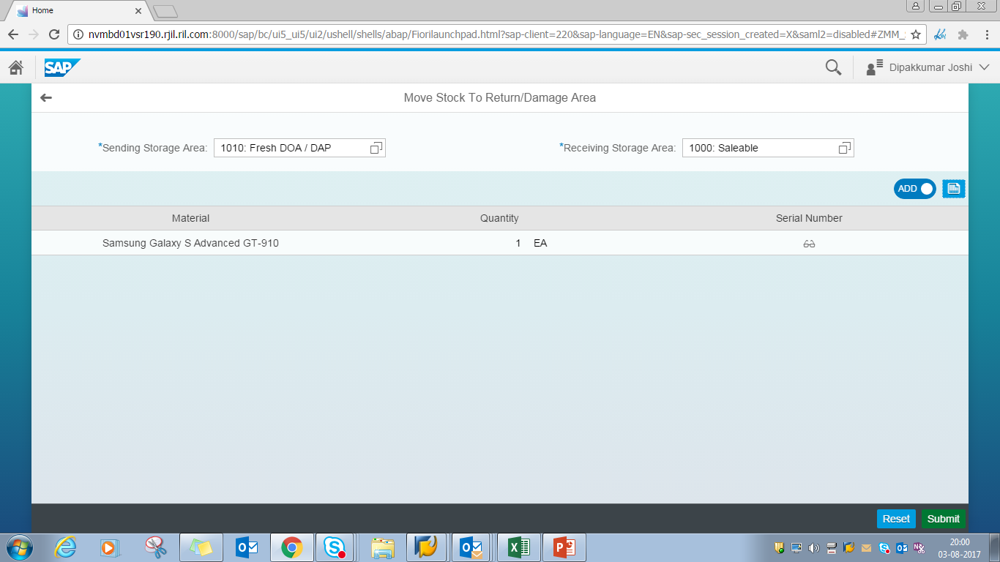 Home
nvmbd01vsr190.rjil.ril.com:8000/sap/bc/ui5_ui5/ui2/ushell/shells/abap/Fiorilaunchpad.html?sap-client=220&sap-language=EN&sap-sec_session_created=X&saml2=disabled#ZMM_
SAP
Dipakkumar Joshi
Move Stock To Return/Damage Area
*Sending Storage Area: 1010: Fresh DOA / DAP
*Receiving Storage Area: 1000: Saleable
ADD
Material Quantity Serial Number
Samsung Galaxy S Advanced GT-910 1 EA
Reset Submit
20:00
03-08-2017